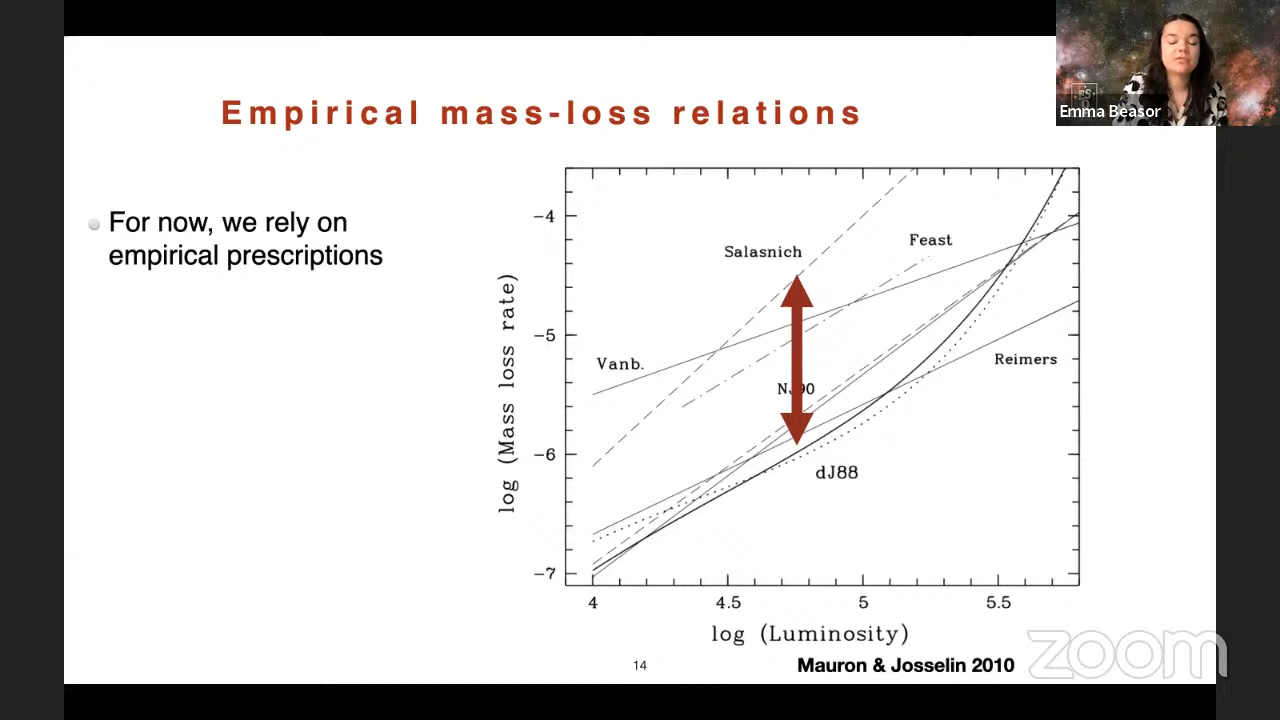 Emma Beasor
Empirical mass-loss relations
For now, we rely on
empirical prescriptions
Salasnich
Feast
Vanb.
NJ90
Reimers
dJ88
log (Mass loss rate)
-4
-5
-6
-7
4
4.5
5
5.5
log (Luminosity)
14
Mauron & Josselin 2010
zoom